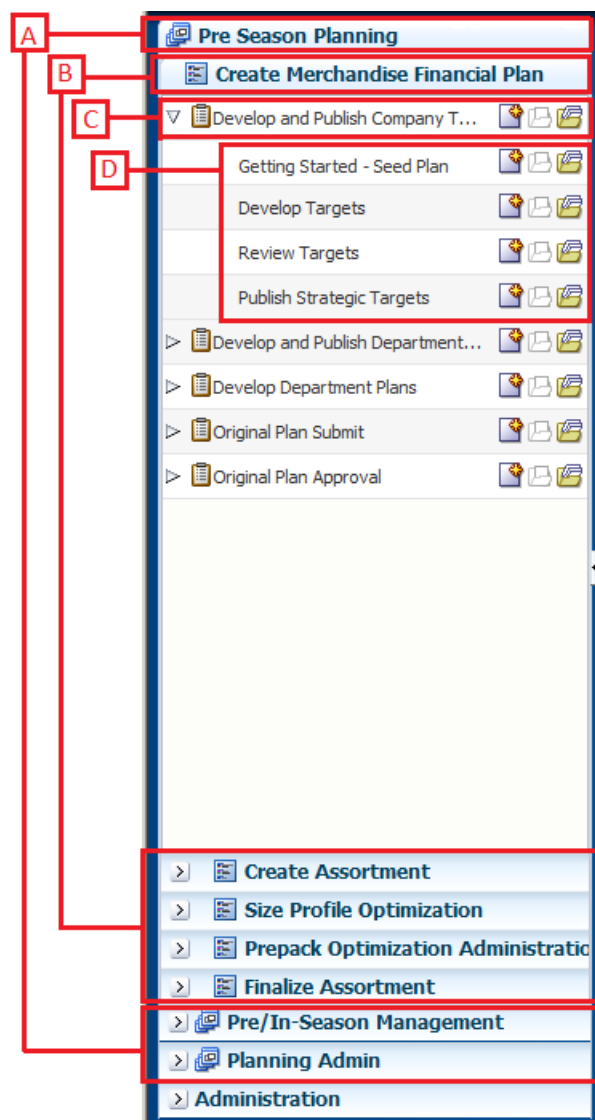 A
Pre Season Planning
B
Create Merchandise Financial Plan
C
Develop and Publish Company T...
D
Getting Started - Seed Plan
Develop Targets
Review Targets
Publish Strategic Targets
Develop and Publish Department...
Develop Department Plans
Original Plan Submit
Original Plan Approval
Create Assortment
Size Profile Optimization
Prepack Optimization Administratio
Finalize Assortment
Pre/In-Season Management
Planning Admin
Administration